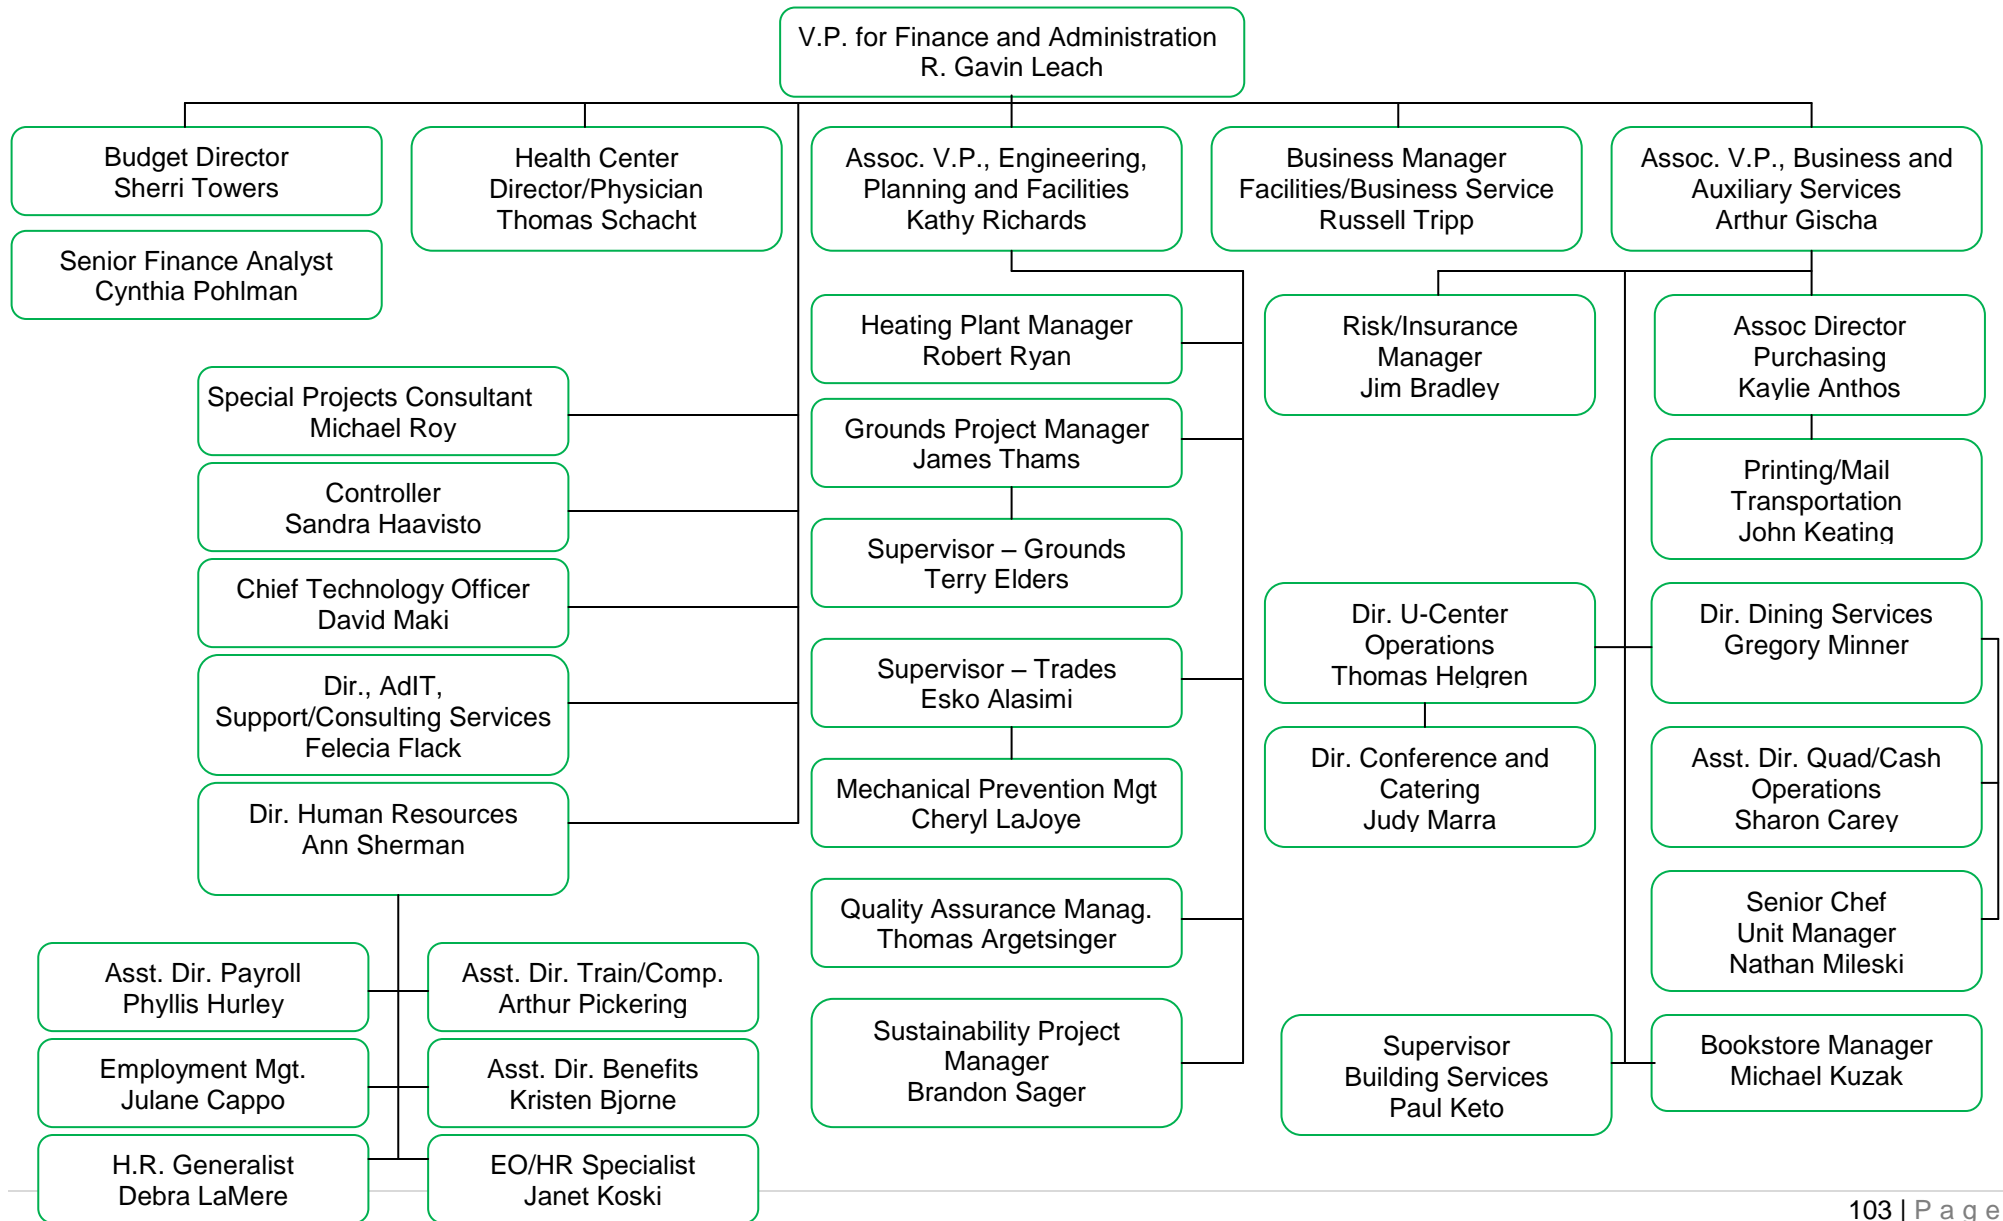 V.P. for Finance and Administration
R. Gavin Leach
Budget Director
Sherri Towers
Health Center
Director/Physician
Thomas Schacht
Assoc. V.P., Engineering,
Planning and Facilities
Kathy Richards
Business Manager
Facilities/Business Service
Russell Tripp
Assoc. V.P., Business and
Auxiliary Services
Arthur Gischa
Senior Finance Analyst
Cynthia Pohlman
Special Projects Consultant
Michael Roy
Controller
Sandra Haavisto
Chief Technology Officer
David Maki
Dir., AdIT,
Support/Consulting Services
Felecia Flack
Dir. Human Resources
Ann Sherman
Asst. Dir. Payroll
Phyllis Hurley
Asst. Dir. Train/Comp.
Arthur Pickering
Employment Mgt.
Julane Cappo
Asst. Dir. Benefits
Kristen Bjorne
H.R. Generalist
Debra LaMere
EO/HR Specialist
Janet Koski
Heating Plant Manager
Robert Ryan
Grounds Project Manager
James Thams
Supervisor – Grounds
Terry Elders
Supervisor – Trades
Esko Alasimi
Mechanical Prevention Mgt
Cheryl LaJoye
Quality Assurance Manag.
Thomas Argetsinger
Sustainability Project
Manager
Brandon Sager
Risk/Insurance
Manager
Jim Bradley
Assoc Director
Purchasing
Kaylie Anthos
Printing/Mail
Transportation
John Keating
Dir. U-Center
Operations
Thomas Helgren
Dir. Dining Services
Gregory Minner
Dir. Conference and
Catering
Judy Marra
Asst. Dir. Quad/Cash
Operations
Sharon Carey
Senior Chef
Unit Manager
Nathan Mileski
Supervisor
Building Services
Paul Keto
Bookstore Manager
Michael Kuzak
103 | P a g e